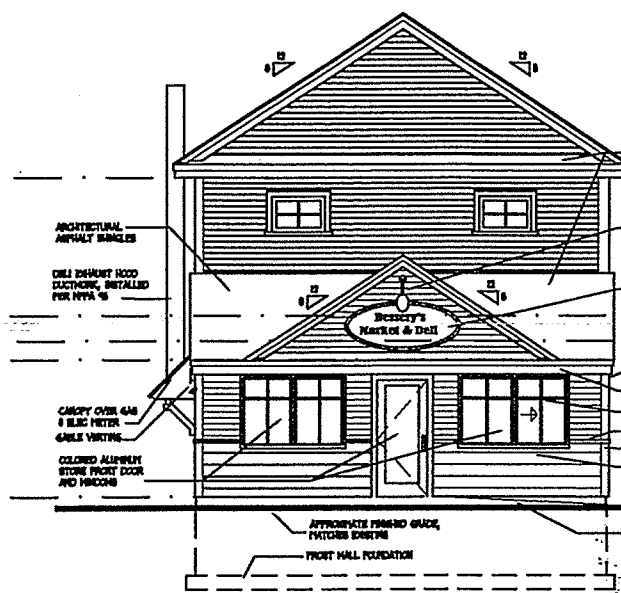 12
8
12
8
ARCHITECTURAL
ASPHALT SHINGLES
DELI EXHAUST HOOD
DUCTWORK, INSTALLED
PER NFPA 96
12
8
12
8
Bessery's
Market & Deli
CANOPY OVER GAS
& ELEC METER
GABLE VENTING
COLORED ALUMINUM
STORE FRONT DOOR
AND WINDOWS
APPROXIMATE FINISHED GRADE,
MATCHES EXISTING
FROST WALL FOUNDATION